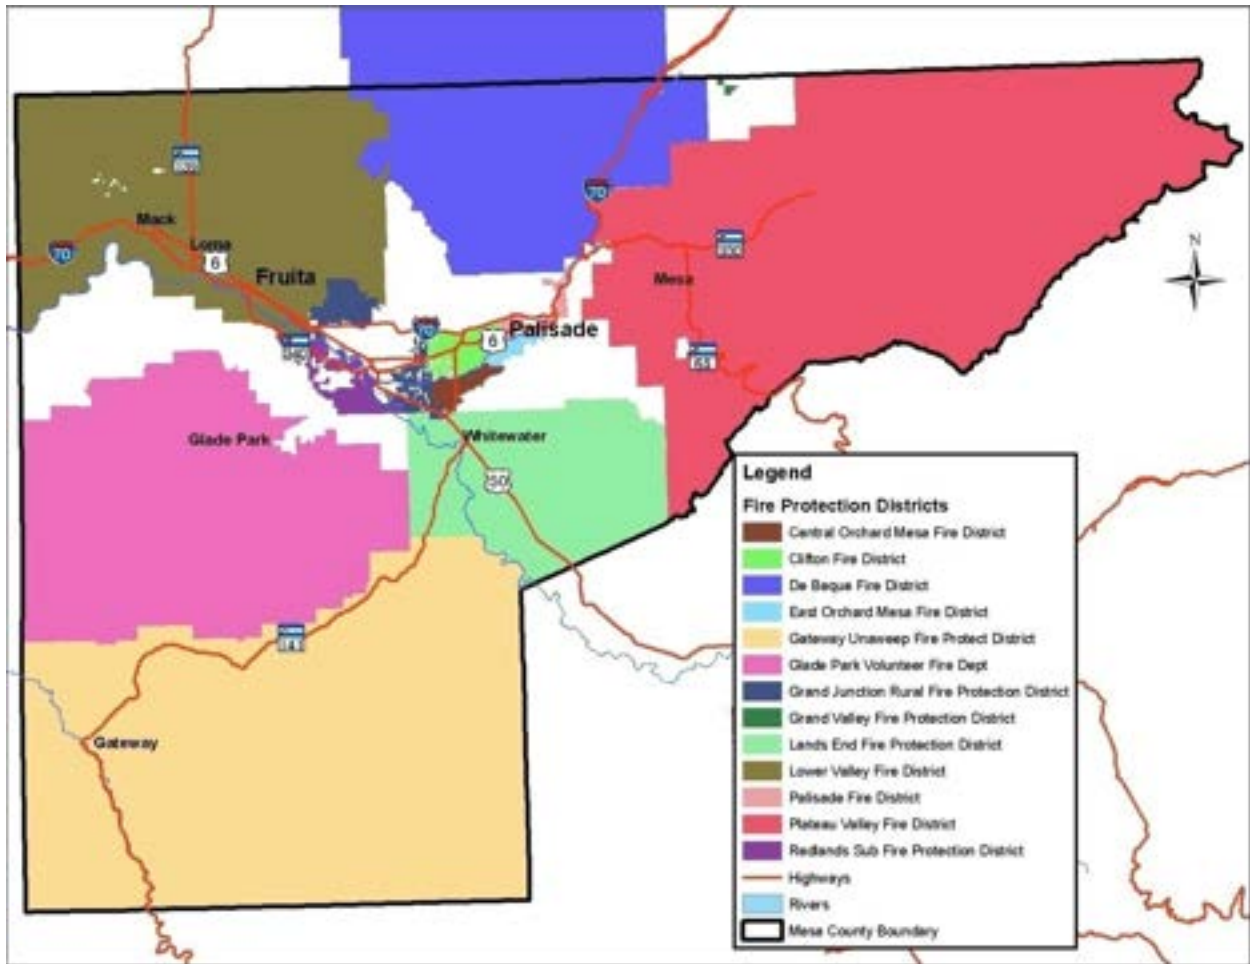 70
Mack
Loma
6
Fruita
N
Mesa
70
6
Palisade
Glade Park
Whitewater
50
Gateway
Legend
Fire Protection Districts
Central Orchard Mesa Fire District
Clifton Fire District
De Beque Fire District
East Orchard Mesa Fire District
Gateway Unaweep Fire Protect District
Glade Park Volunteer Fire Dept
Grand Junction Rural Fire Protection District
Grand Valley Fire Protection District
Lands End Fire Protection District
Lower Valley Fire District
Palisade Fire District
Plateau Valley Fire District
Redlands Sub Fire Protection District
Highways
Rivers
Mesa County Boundary
70